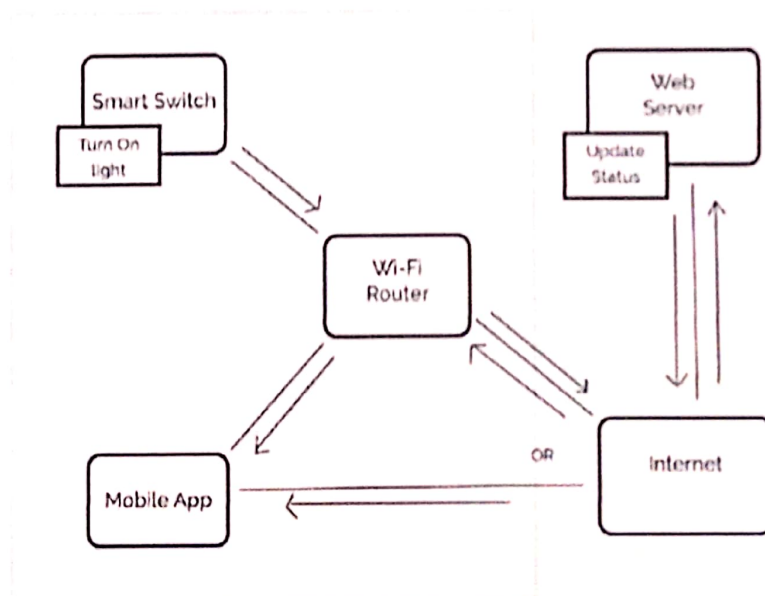 Smart Switch
Turn On
light
Web
Server
Update
Status
Wi-Fi
Router
OR
Internet
Mobile App